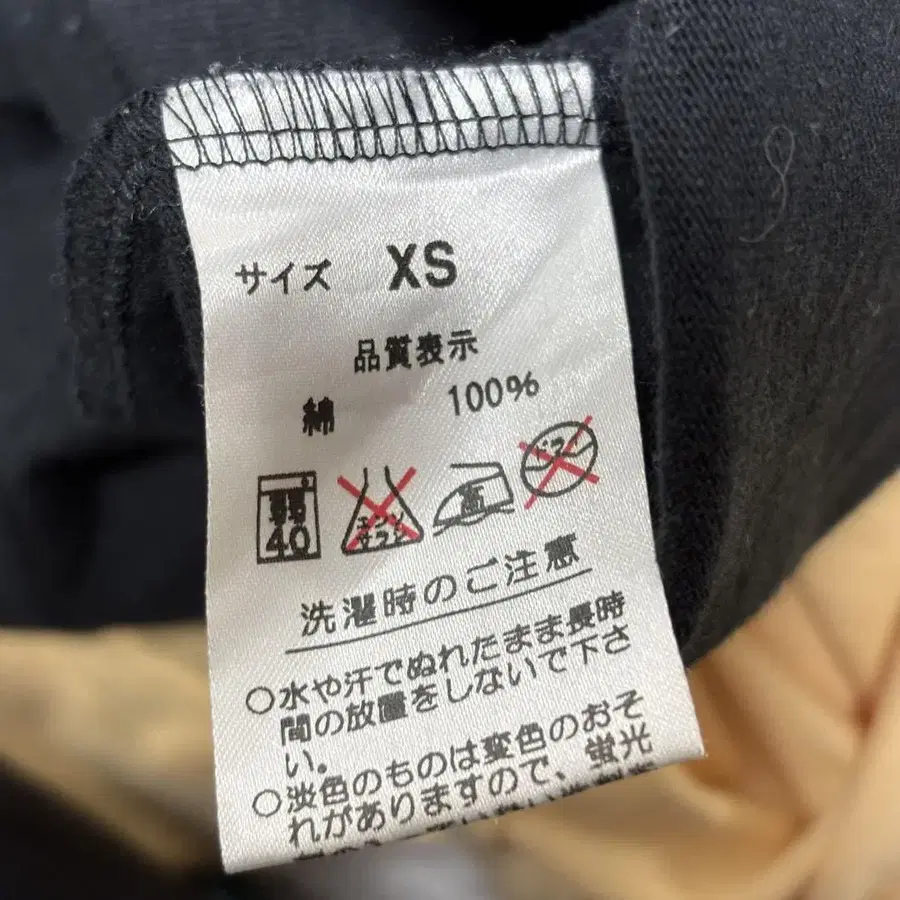 サイズ XS
品質表示
綿 100%
弱 40 エンソ サラシ 高 ドライ
洗濯時のご注意
○水や汗でぬれたまま長時
間の放置をしないで下さ
い。
○淡色のものは変色のおそ
れがありますので、蛍光